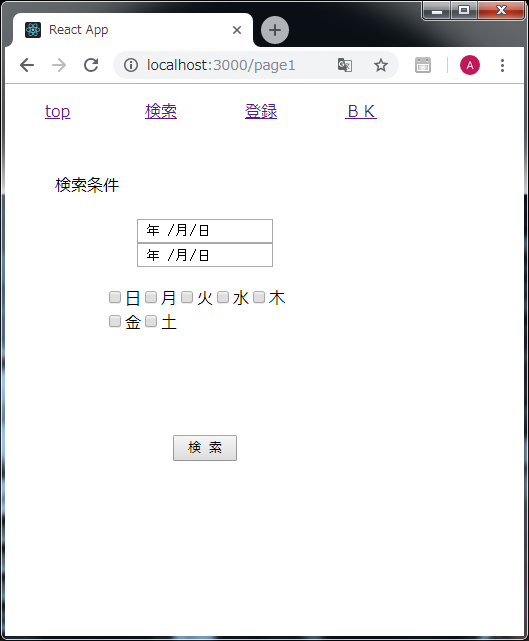 React App
localhost:3000/page1
A
top 検索 登録 ＢＫ
検索条件
年 /月/日
年 /月/日
日 月 火 水 木
金 土
検 索